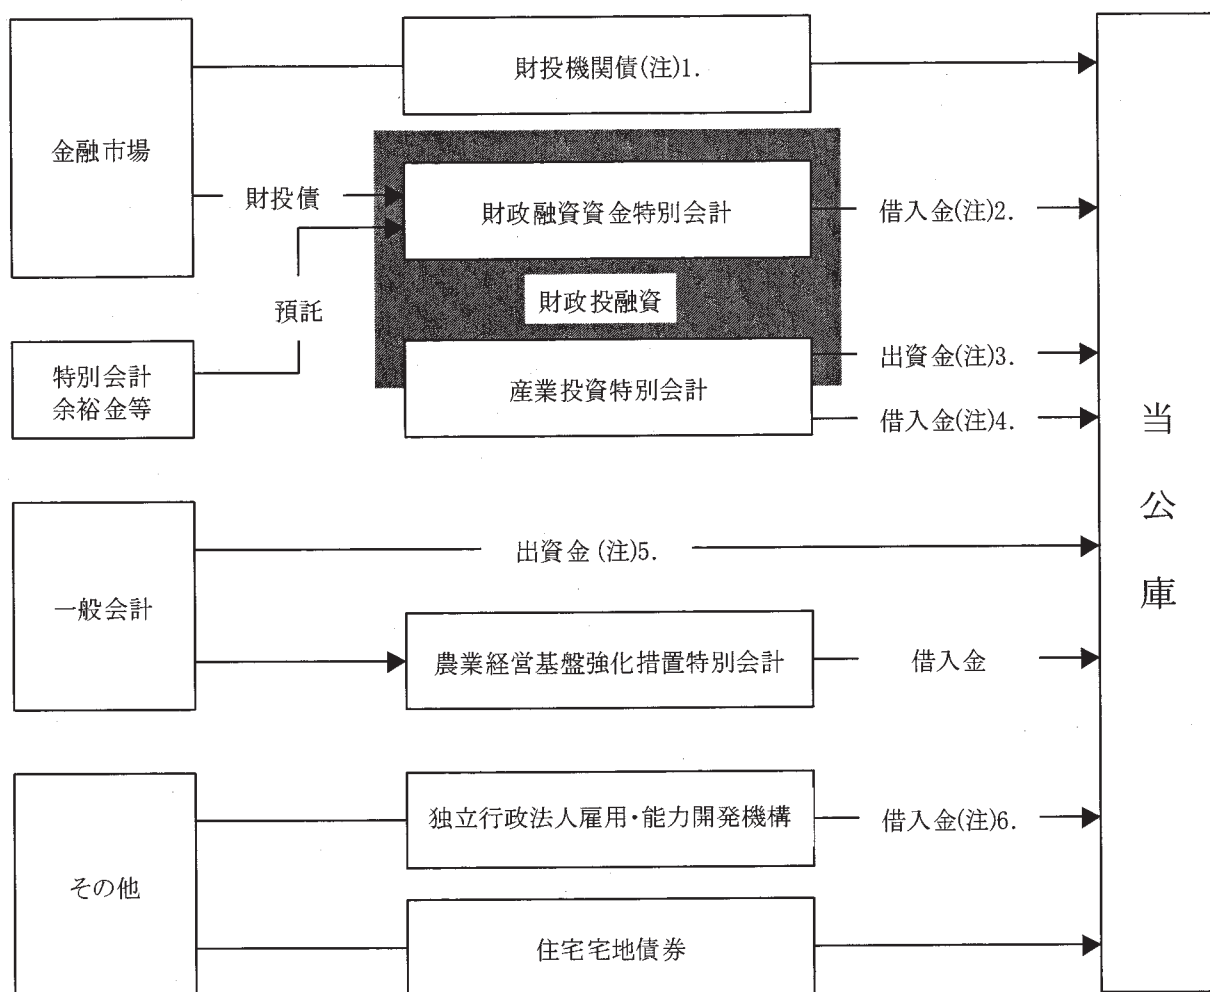 財投機関債(注)1.
金融市場
財投債
財政融資資金特別会計
借入金(注)2.
財政投融資
預託
特別会計
余裕金等
産業投資特別会計
出資金(注)3.
借入金(注)4.
当公庫
一般会計
出資金(注)5.
農業経営基盤強化措置特別会計
借入金
その他
独立行政法人雇用・能力開発機構
借入金(注)6.
住宅宅地債券